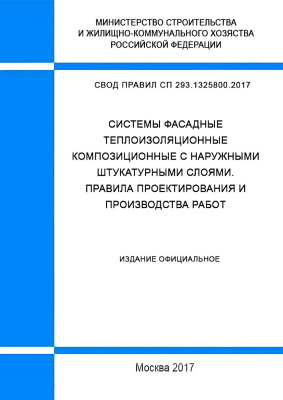 МИНИСТЕРСТВО СТРОИТЕЛЬСТВА
И ЖИЛИЩНО-КОММУНАЛЬНОГО ХОЗЯЙСТВА
РОССИЙСКОЙ ФЕДЕРАЦИИ
СВОД ПРАВИЛ СП 293.1325800.2017
СИСТЕМЫ ФАСАДНЫЕ
ТЕПЛОИЗОЛЯЦИОННЫЕ
КОМПОЗИЦИОННЫЕ С НАРУЖНЫМИ
ШТУКАТУРНЫМИ СЛОЯМИ.
ПРАВИЛА ПРОЕКТИРОВАНИЯ И
ПРОИЗВОДСТВА РАБОТ
ИЗДАНИЕ ОФИЦИАЛЬНОЕ
Москва 2017